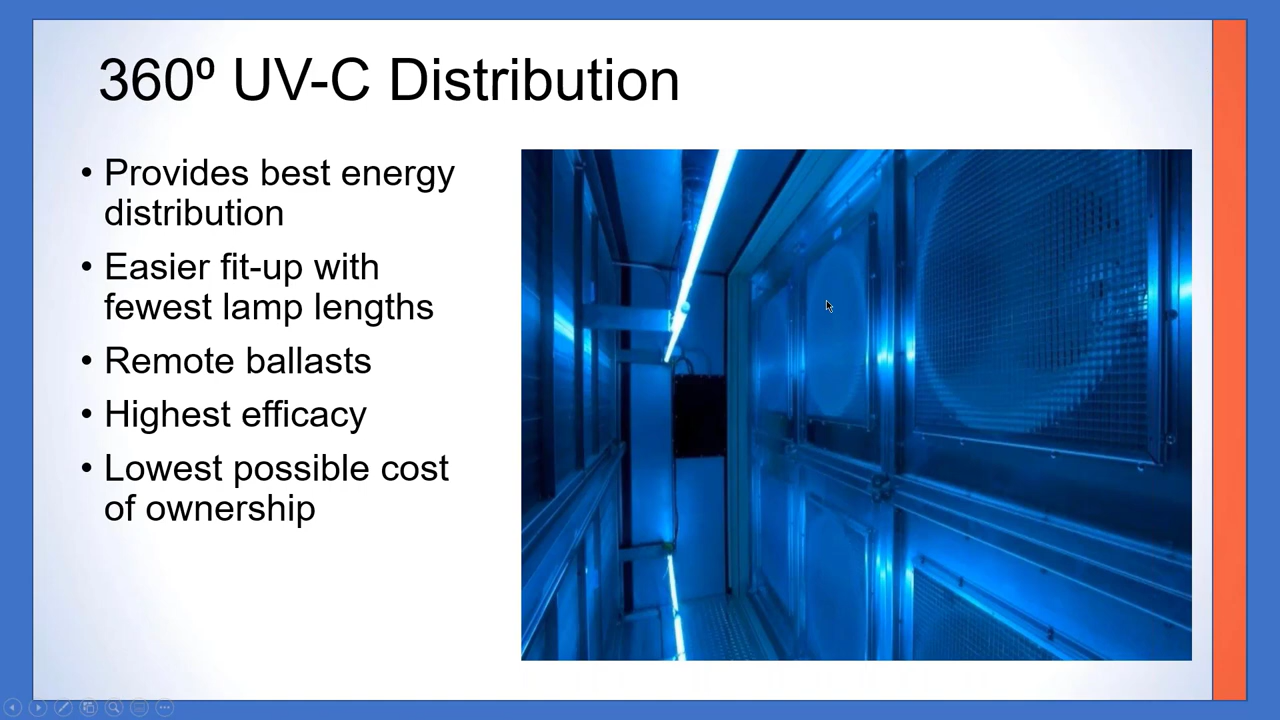 360º UV-C Distribution
• Provides best energy
distribution
• Easier fit-up with
fewest lamp lengths
• Remote ballasts
• Highest efficacy
• Lowest possible cost
of ownership